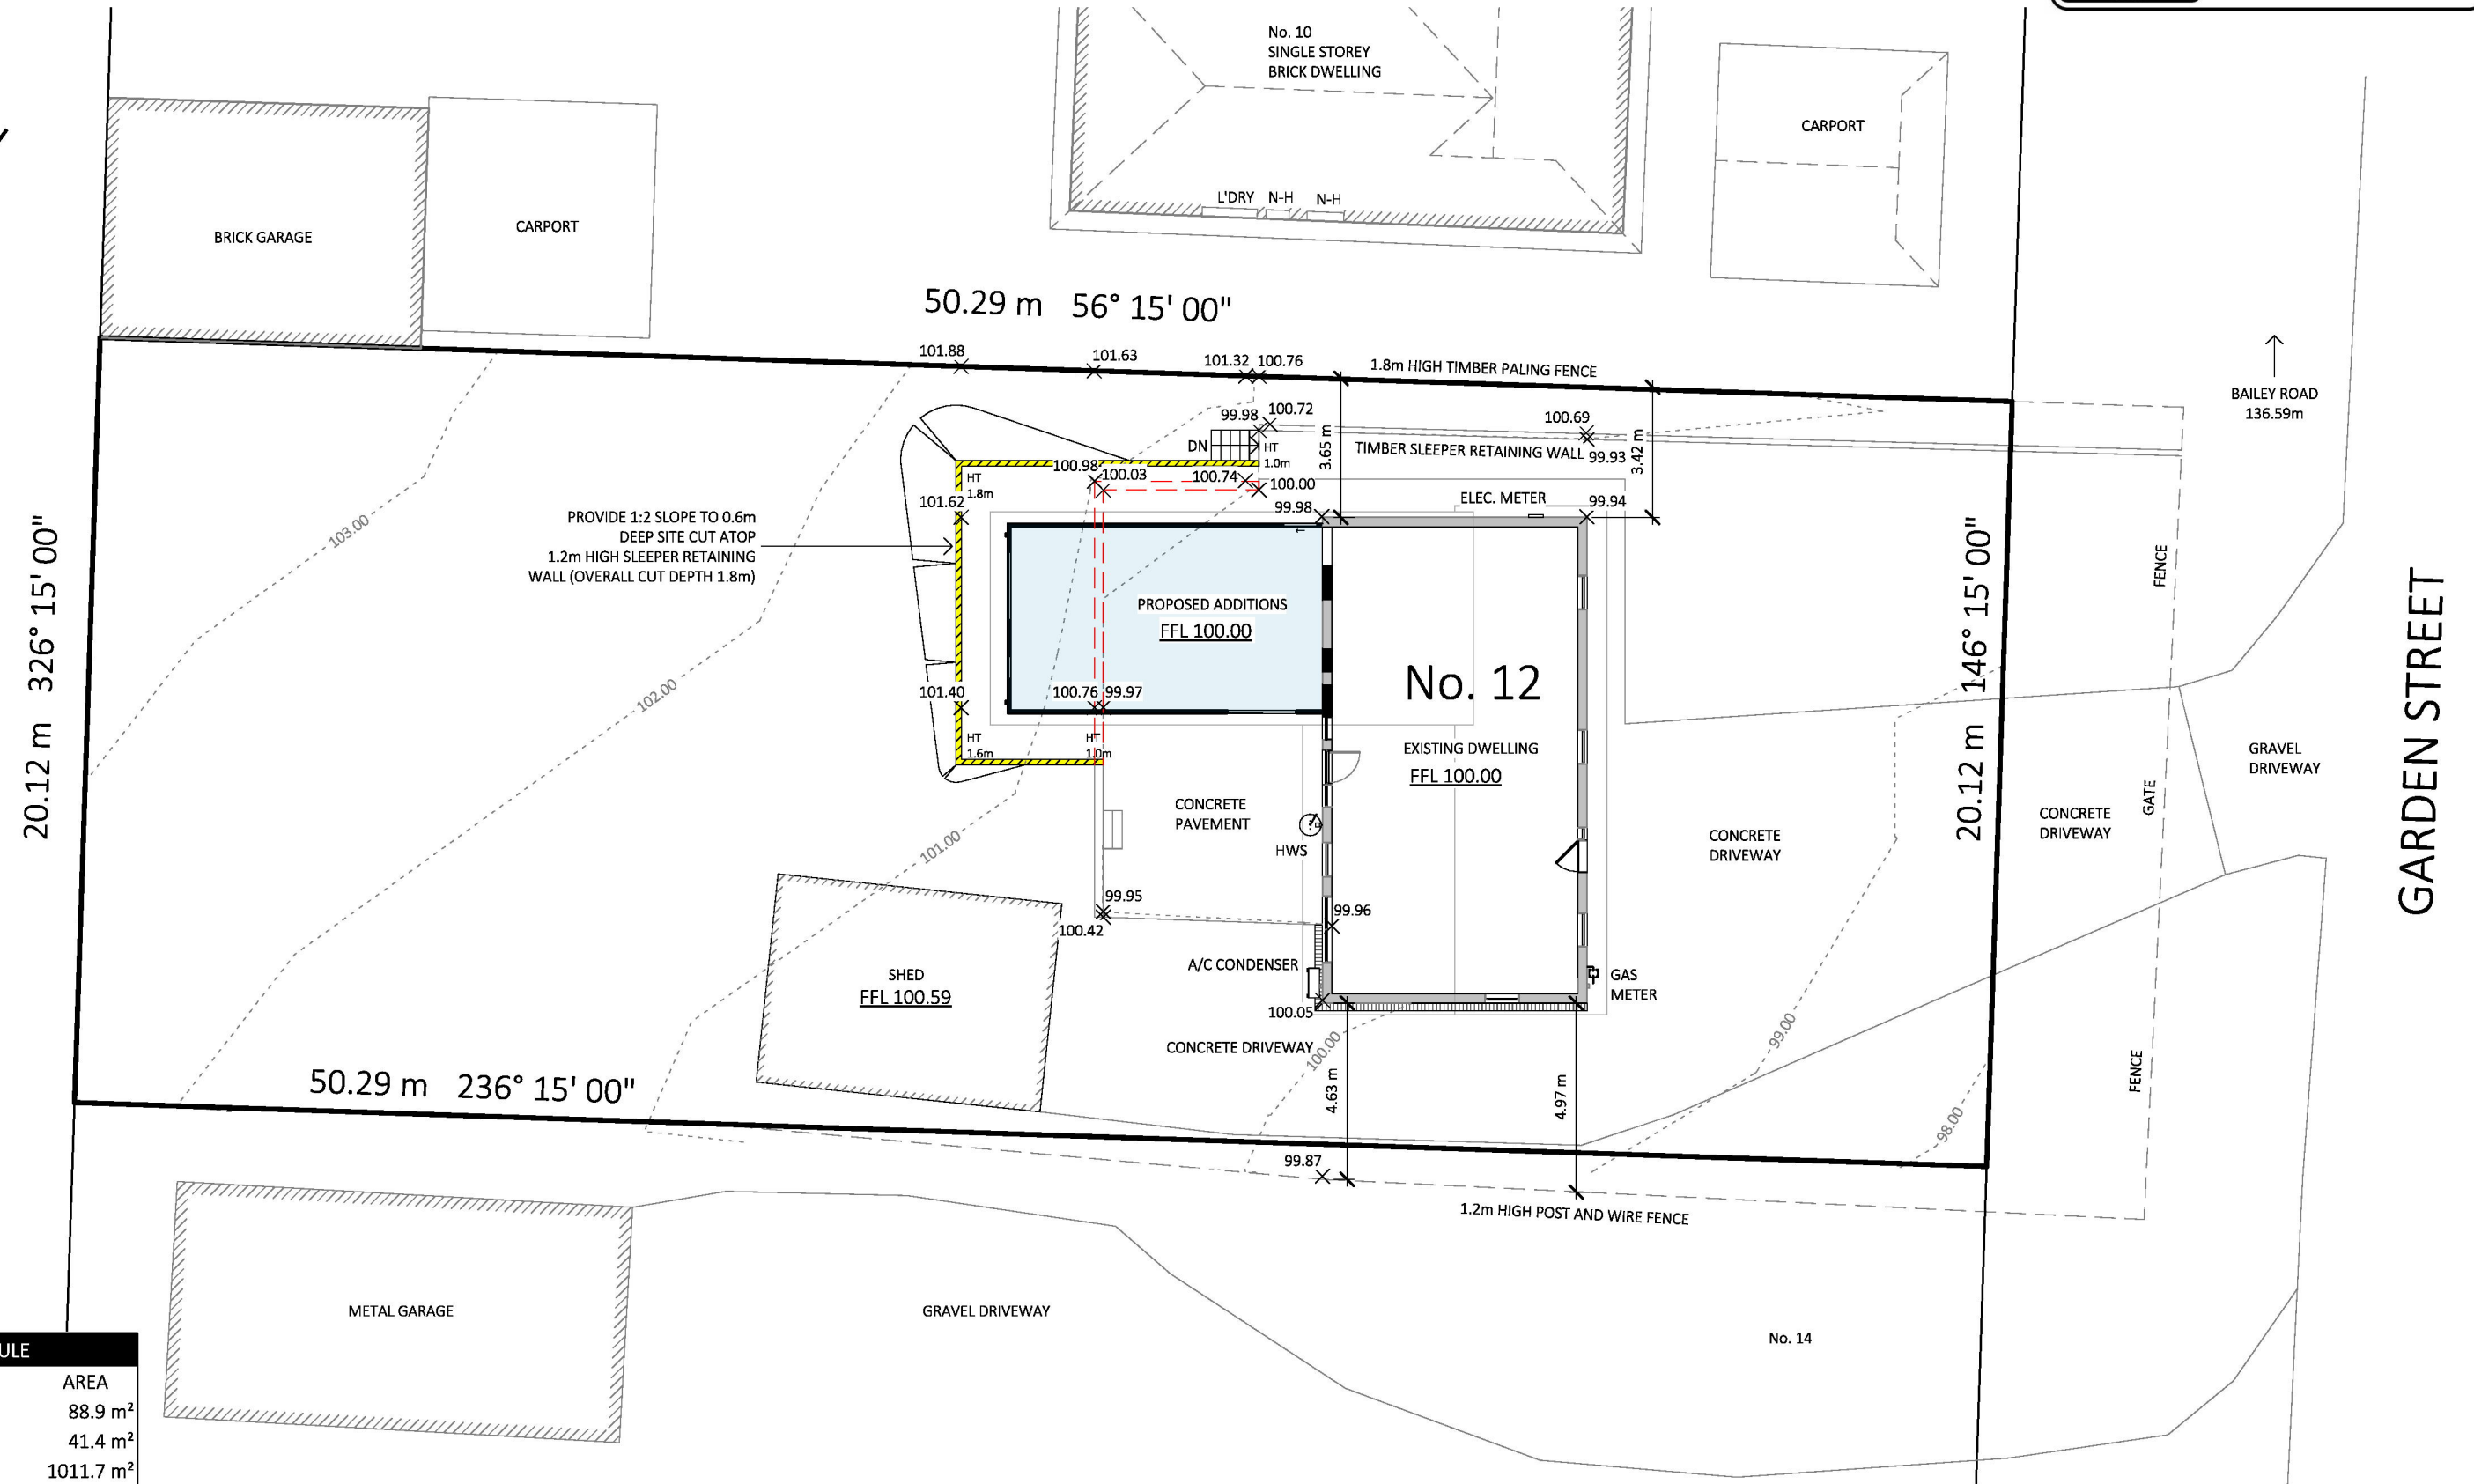 No. 10
SINGLE STOREY
BRICK DWELLING
CARPORT
L'DRY N-H N-H
BRICK GARAGE
CARPORT
50.29 m 56° 15' 00"
101.88
101.63
101.32 100.76
1.8m HIGH TIMBER PALING FENCE
BAILEY ROAD
136.59m
99.98 100.72
100.69
DN
HT
1.0m
3.65 m
TIMBER SLEEPER RETAINING WALL 99.93
3.42 m
100.98
100.03
100.74
100.00
HT
1.8m
101.62
99.98
ELEC. METER
99.94
PROVIDE 1:2 SLOPE TO 0.6m
DEEP SITE CUT ATOP
1.2m HIGH SLEEPER RETAINING
WALL (OVERALL CUT DEPTH 1.8m)
103.00
20.12 m 326° 15' 00"
PROPOSED ADDITIONS
FFL 100.00
FENCE
20.12 m 146° 15' 00"
GARDEN STREET
102.00
101.40
100.76 99.97
No. 12
HT
1.6m
HT
1.0m
EXISTING DWELLING
FFL 100.00
GRAVEL
DRIVEWAY
GATE
CONCRETE
PAVEMENT
CONCRETE
DRIVEWAY
101.00
HWS
CONCRETE
DRIVEWAY
99.95
100.42
99.96
A/C CONDENSER
SHED
FFL 100.59
GAS
METER
100.05
CONCRETE DRIVEWAY
100.00
99.00
50.29 m 236° 15' 00"
4.63 m
4.97 m
FENCE
98.00
99.87
1.2m HIGH POST AND WIRE FENCE
METAL GARAGE
GRAVEL DRIVEWAY
No. 14
ULE
AREA
88.9 m²
41.4 m²
1011.7 m²